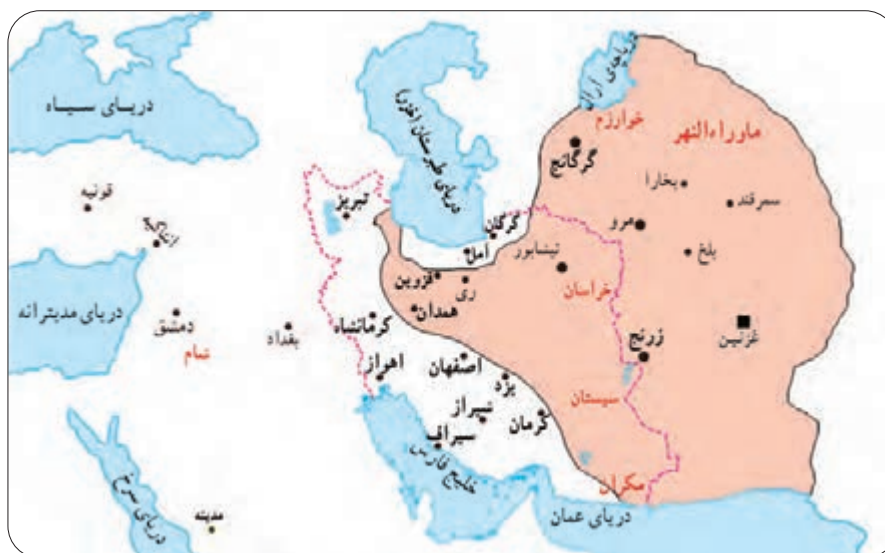 دریاچه‌ی آرال
دریای سیاه
خوارزم
ماوراءالنهر
گرگانج
دریای طبرستان (خزر)
بخارا
سمرقند
قونیه
تبریز
گرگان
مرو
انتاکیه
آمل
نیشابور
بلخ
قزوین
ری
خراسان
دریای مدیترانه
همدان
دمشق
کرمانشاه
غزنین
بغداد
زرنج
شام
اصفهان
اهواز
یزد
سیستان
شیراز
کرمان
سیراف
خلیج فارس
مکران
دریای سرخ
دریای عمان
مدینه